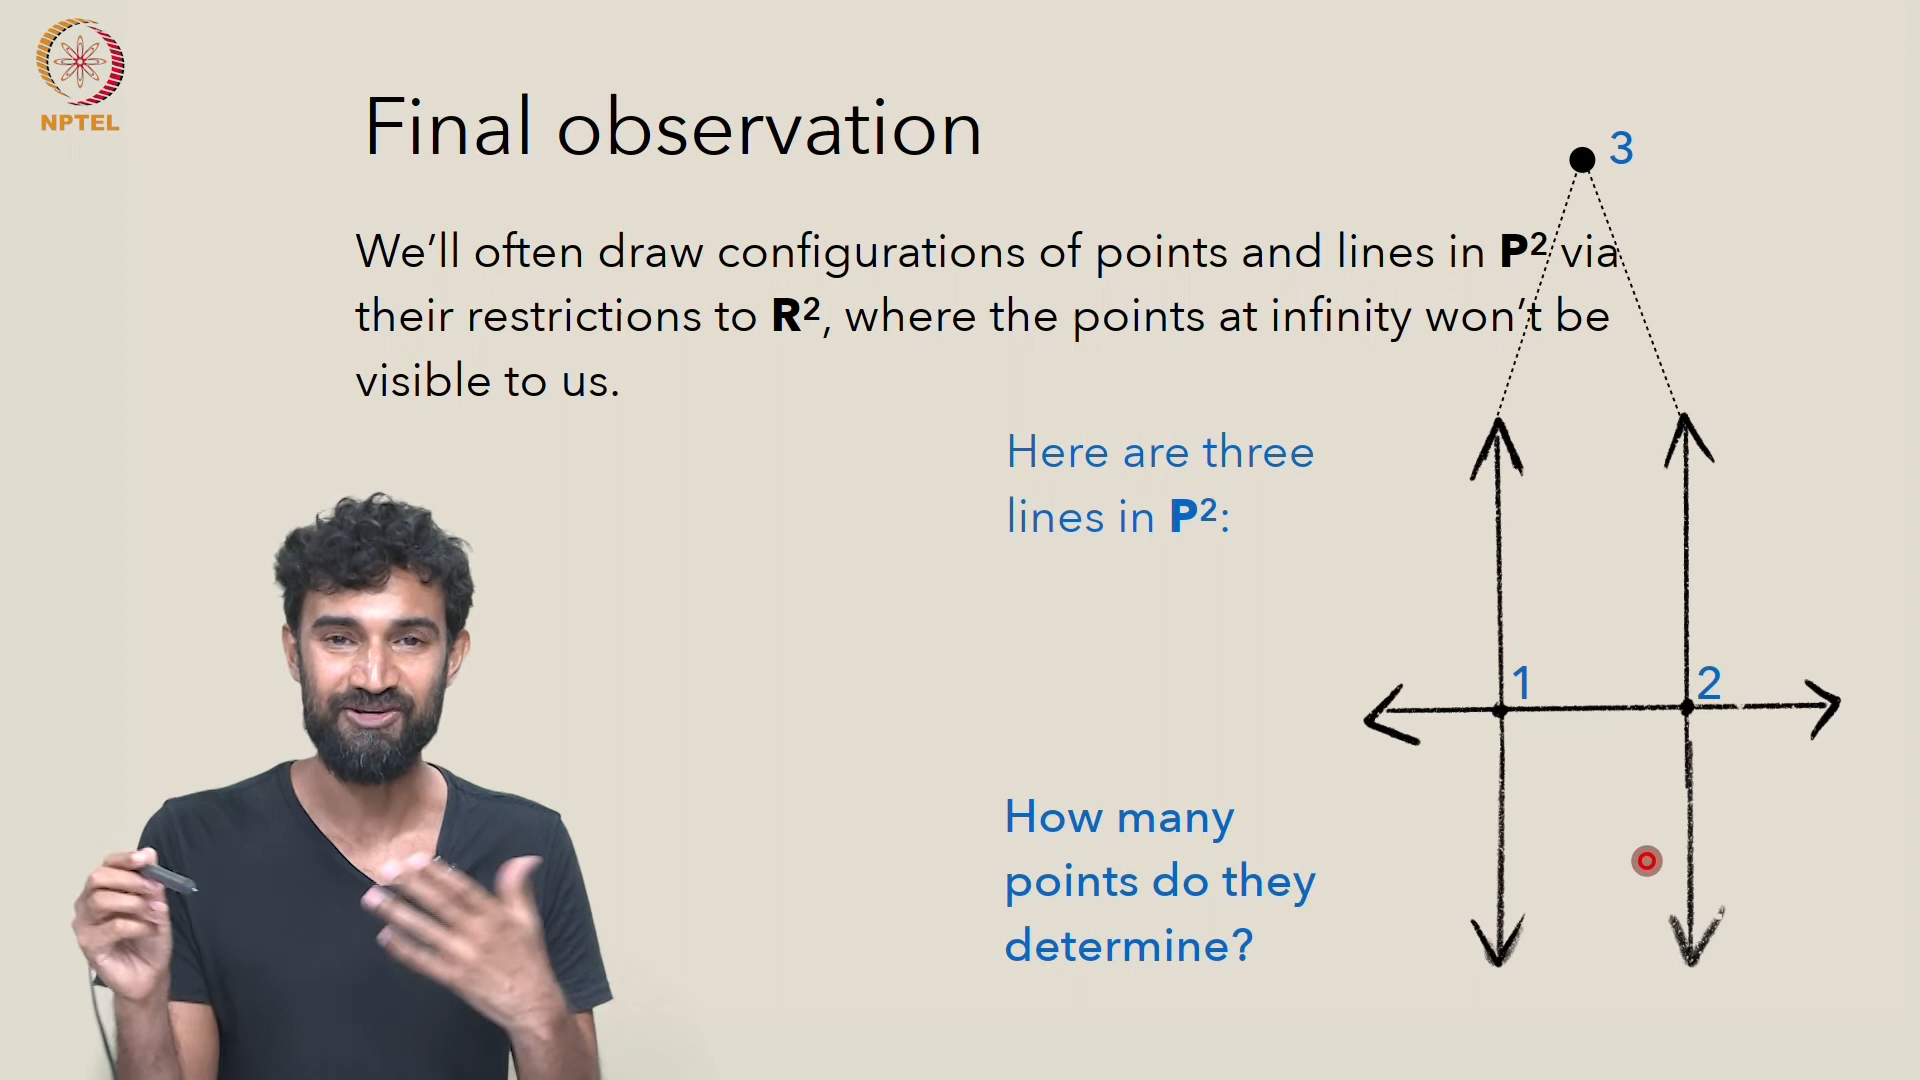 NPTEL
Final observation
3
We’ll often draw configurations of points and lines in P² via
their restrictions to R², where the points at infinity won’t be
visible to us.
Here are three
lines in P²:
1
2
How many
points do they
determine?